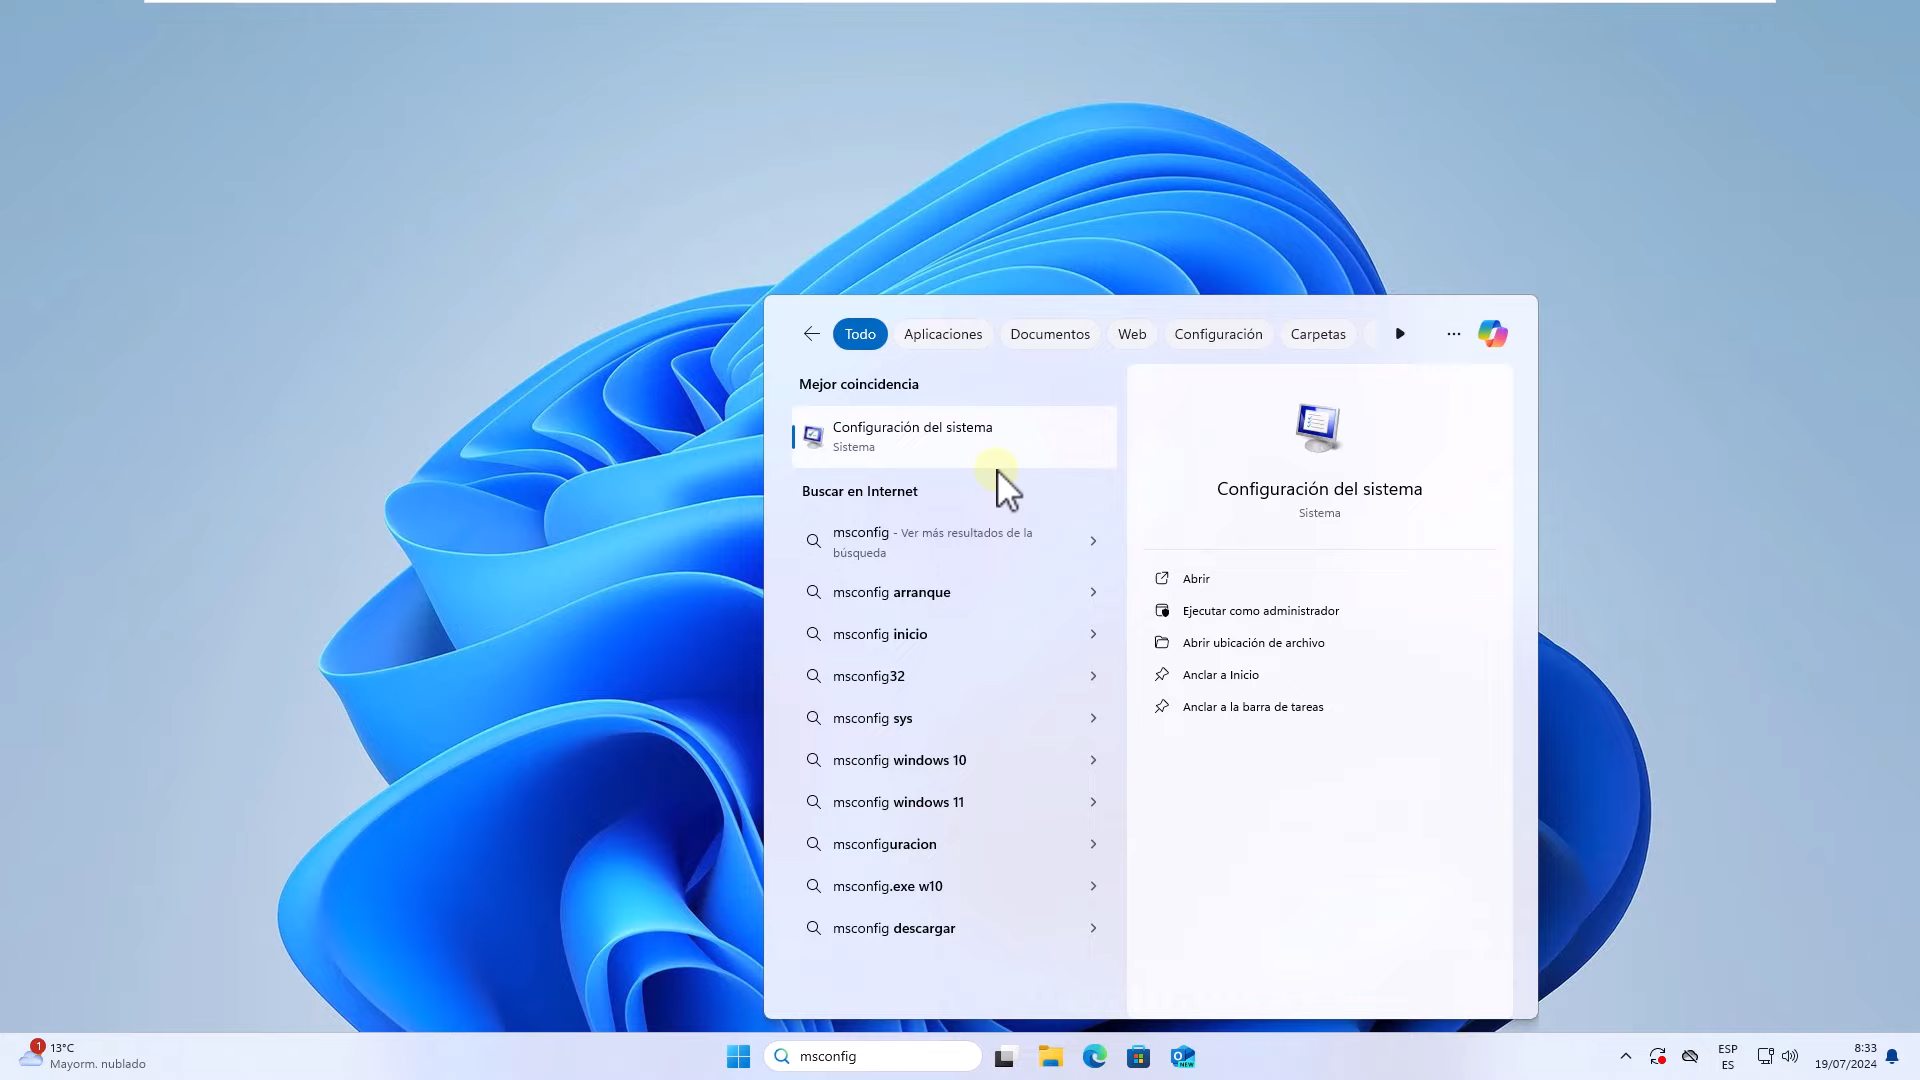 Todo Aplicaciones Documentos Web Configuración Carpetas
Mejor coincidencia
Configuración del sistema
Sistema
Buscar en Internet
msconfig - Ver más resultados de la
búsqueda
msconfig arranque
msconfig inicio
msconfig32
msconfig sys
msconfig windows 10
msconfig windows 11
msconfiguracion
msconfig.exe w10
msconfig descargar
Configuración del sistema
Sistema
Abrir
Ejecutar como administrador
Abrir ubicación de archivo
Anclar a Inicio
Anclar a la barra de tareas
1
13°C
Mayorm. nublado
msconfig
NEW
ESP
ES
8:33
19/07/2024